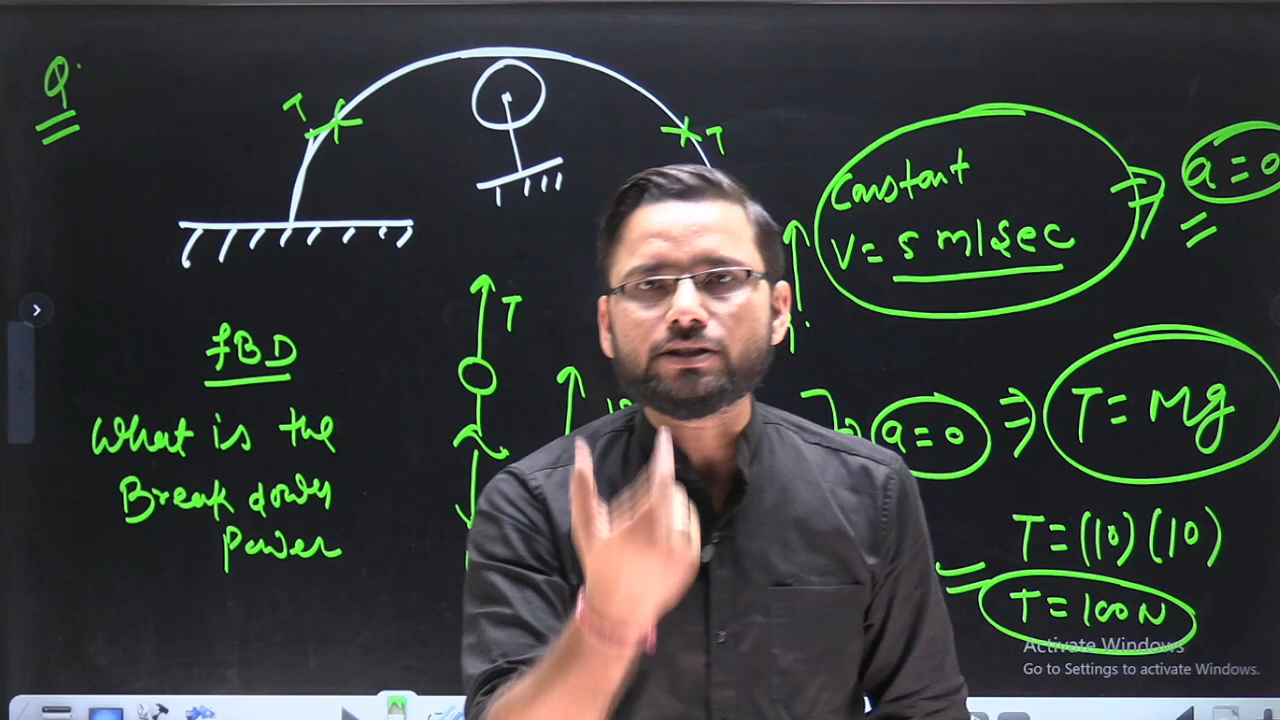 Q.
T
T
Constant
V = 5 m/sec
a = 0
FBD
T
What is the
Break down
Power
a = 0 ⇒ T = Mg
T = (10) (10)
T = 100N
Activate Windows
Go to Settings to activate Windows.